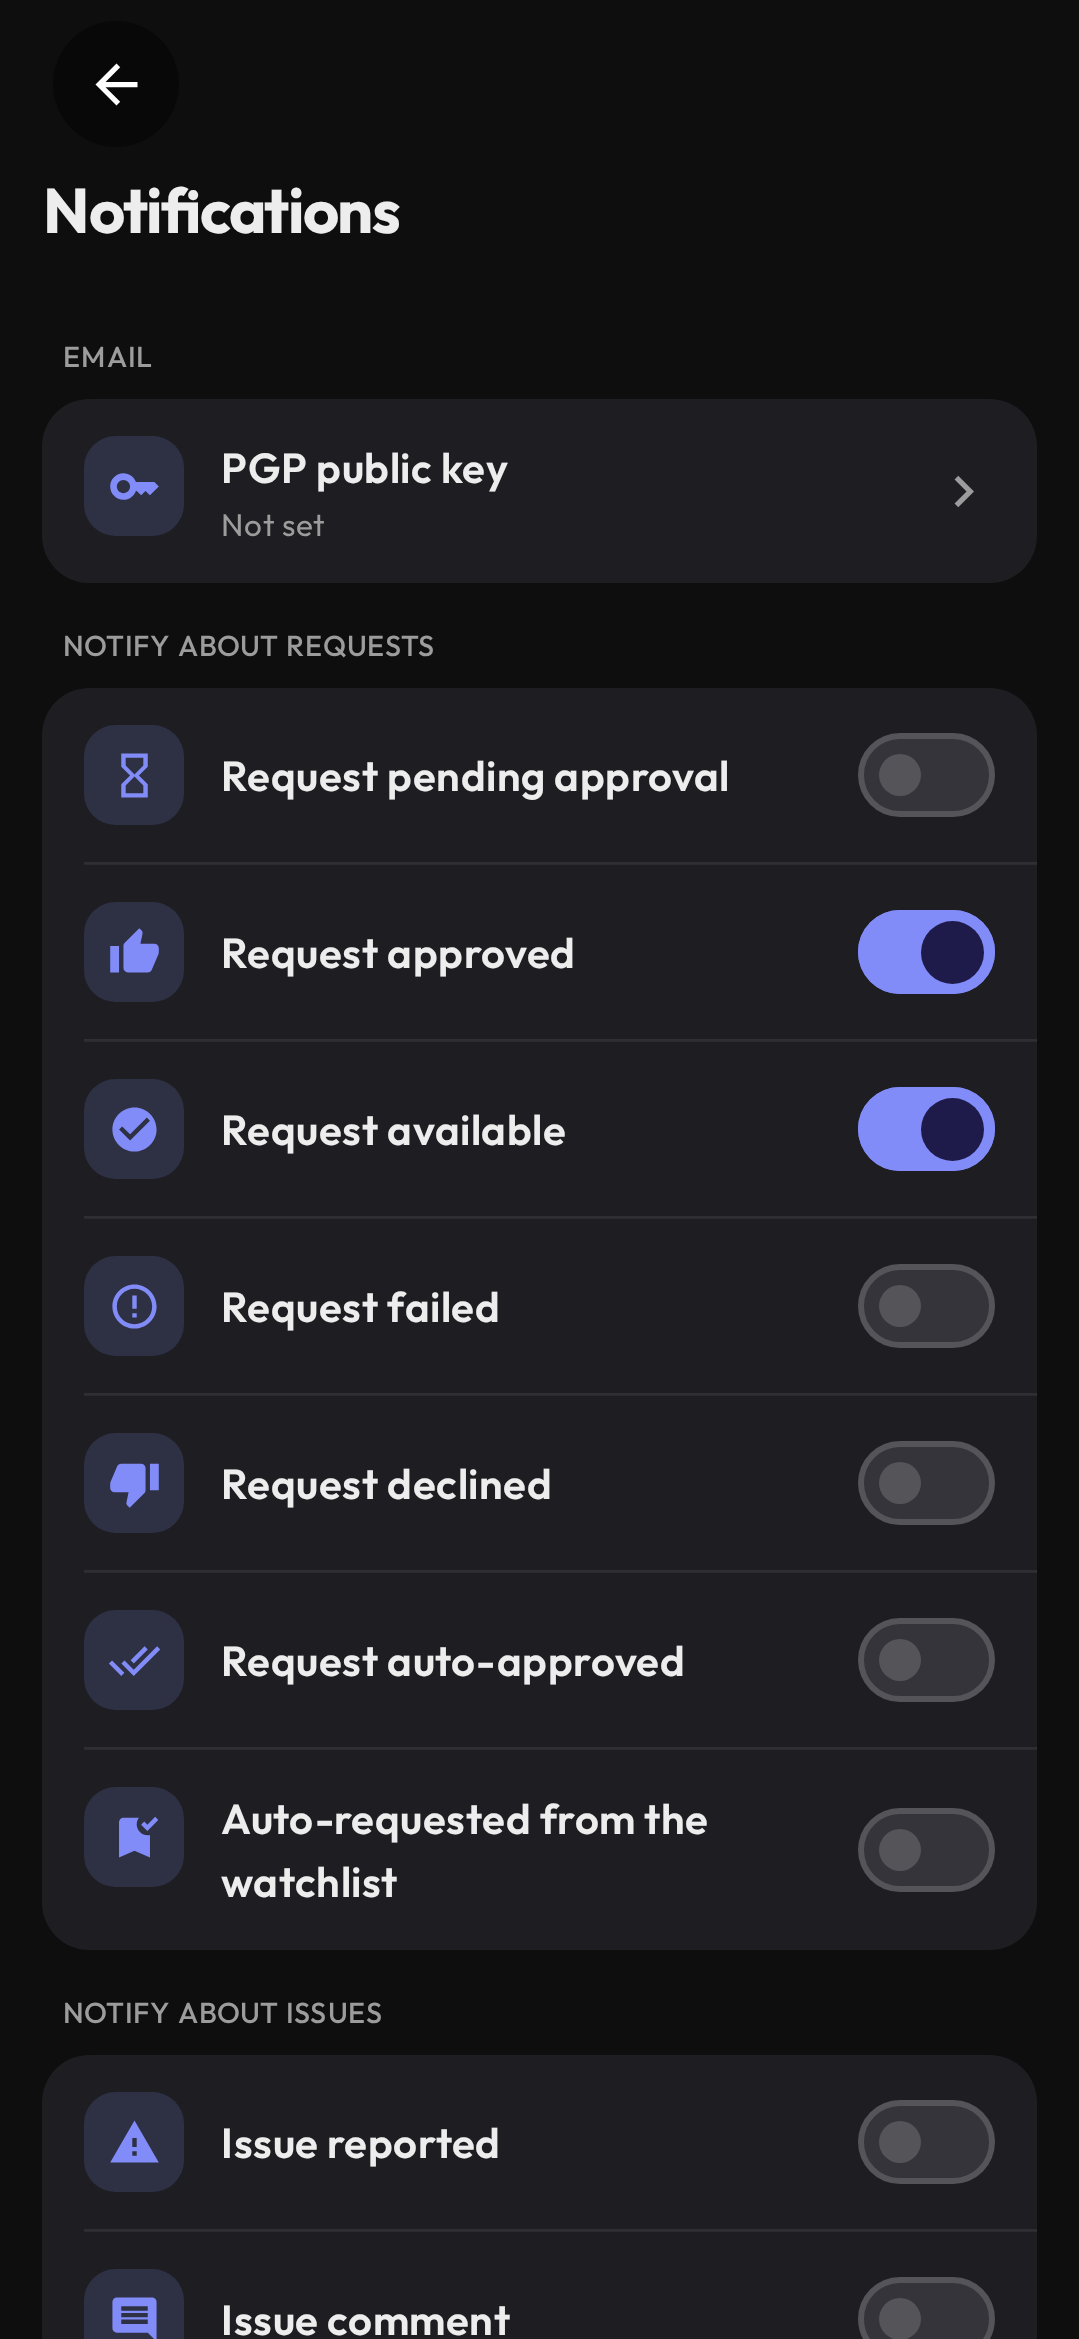 Notifications
EMAIL
PGP public key
Not set
NOTIFY ABOUT REQUESTS
Request pending approval
Request approved
Request available
Request failed
Request declined
Request auto-approved
Auto-requested from the
watchlist
NOTIFY ABOUT ISSUES
Issue reported
Issue comment